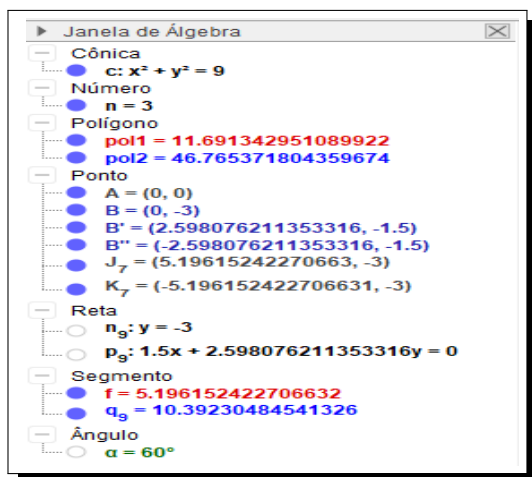 Janela de Álgebra
Cônica
c: x² + y² = 9
Número
n = 3
Polígono
pol1 = 11.691342951089922
pol2 = 46.765371804359674
Ponto
A = (0, 0)
B = (0, -3)
B' = (2.598076211353316, -1.5)
B'' = (-2.598076211353316, -1.5)
J₇ = (5.19615242270663, -3)
K₇ = (-5.196152422706631, -3)
Reta
n₉: y = -3
p₉: 1.5x + 2.598076211353316y = 0
Segmento
f = 5.196152422706632
q₉ = 10.39230484541326
Ângulo
α = 60°